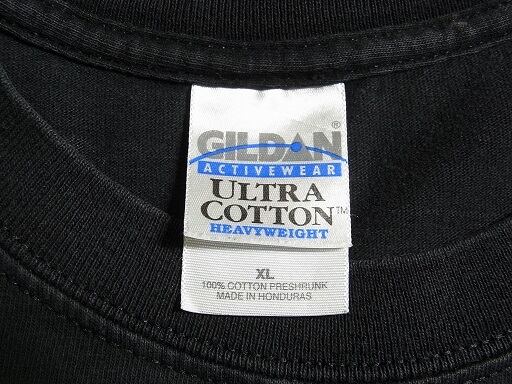 GILDAN®
ACTIVEWEAR
ULTRA
COTTON™
HEAVYWEIGHT
XL
100% COTTON PRESHRUNK
MADE IN HONDURAS